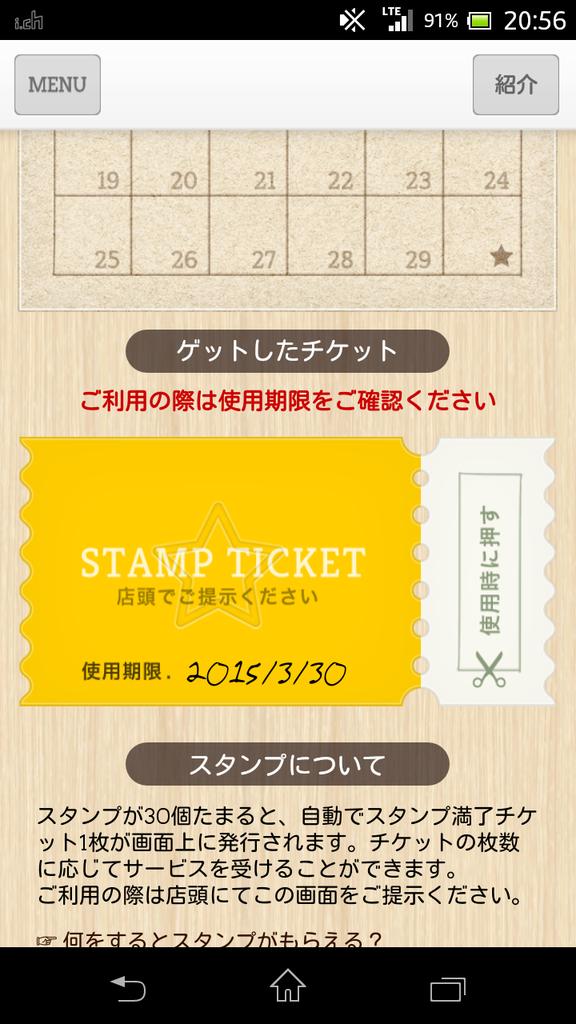 i.ch LTE 91% 20:56
MENU 紹介
19 20 21 22 23 24
25 26 27 28 29
ゲットしたチケット
ご利用の際は使用期限をご確認ください
STAMP TICKET
店頭でご提示ください
使用期限. 2015/3/30
使用時に押す
スタンプについて
スタンプが30個たまると、自動でスタンプ満了チケ
ット1枚が画面上に発行されます。チケットの枚数
に応じてサービスを受けることができます。
ご利用の際は店頭にてこの画面をご提示ください。
☞ 何をするとスタンプがもらえる？